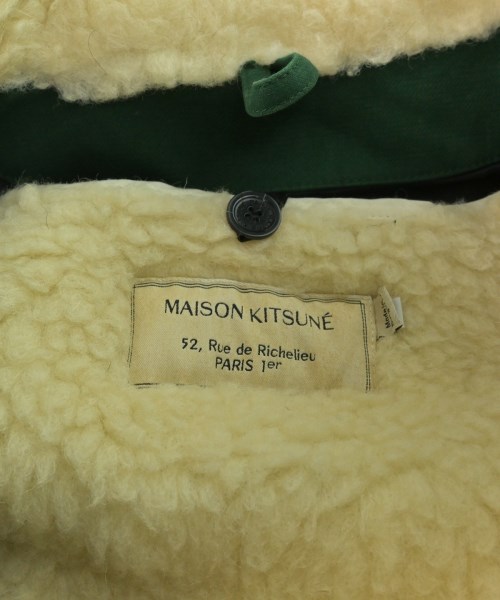 MAISON KITSUNÉ
52, Rue de Richelieu
PARIS 1er